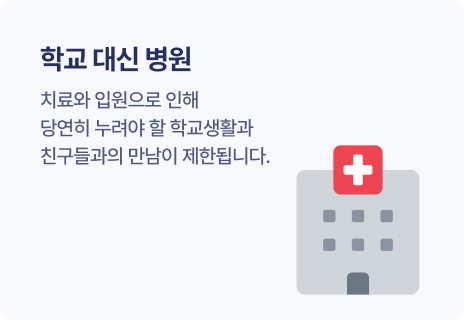 학교 대신 병원
치료와 입원으로 인해
당연히 누려야 할 학교생활과
친구들과의 만남이 제한됩니다.